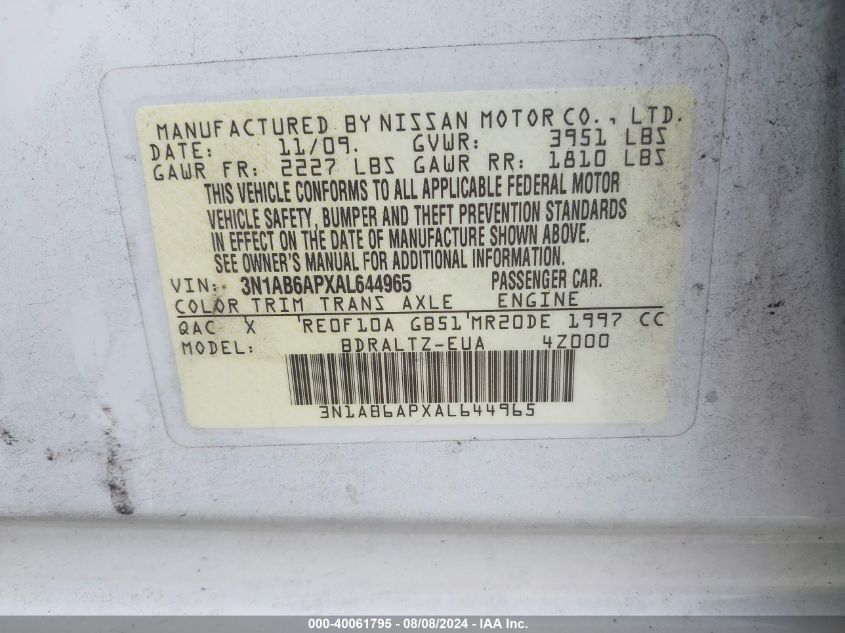 MANUFACTURED BY NISSAN MOTOR CO., LTD.
DATE: 11/09. GVWR: 3951 LBS
GAWR FR: 2227 LBS GAWR RR: 1810 LBS
THIS VEHICLE CONFORMS TO ALL APPLICABLE FEDERAL MOTOR
VEHICLE SAFETY, BUMPER AND THEFT PREVENTION STANDARDS
IN EFFECT ON THE DATE OF MANUFACTURE SHOWN ABOVE.
SEE OWNER'S MANUAL FOR ADDITIONAL INFORMATION.
VIN: 3N1AB6APXAL644965 PASSENGER CAR.
COLOR TRIM TRANS AXLE ENGINE
QAC X RE0F10A GB51 MR20DE 1997 CC
MODEL: BDRALTZ-EUA 4Z000
3N1AB6APXAL644965
000-40061795 - 08/08/2024 - IAA Inc.